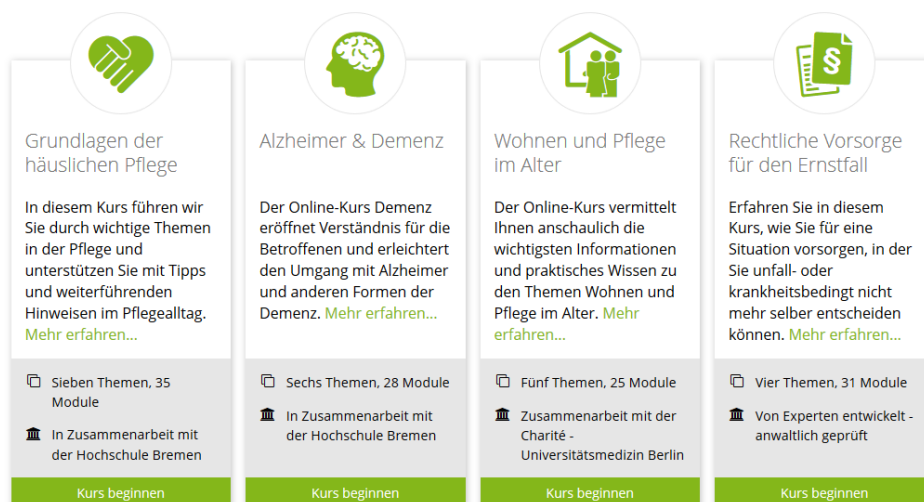 §
Grundlagen der
häuslichen Pflege
In diesem Kurs führen wir
Sie durch wichtige Themen
in der Pflege und
unterstützen Sie mit Tipps
und weiterführenden
Hinweisen im Pflegealltag.
Mehr erfahren...
Sieben Themen, 35
Module
In Zusammenarbeit mit
der Hochschule Bremen
Kurs beginnen
Alzheimer & Demenz
Der Online-Kurs Demenz
eröffnet Verständnis für die
Betroffenen und erleichtert
den Umgang mit Alzheimer
und anderen Formen der
Demenz. Mehr erfahren...
Sechs Themen, 28 Module
In Zusammenarbeit mit
der Hochschule Bremen
Kurs beginnen
Wohnen und Pflege
im Alter
Der Online-Kurs vermittelt
Ihnen anschaulich die
wichtigsten Informationen
und praktisches Wissen zu
den Themen Wohnen und
Pflege im Alter. Mehr
erfahren...
Fünf Themen, 25 Module
Zusammenarbeit mit der
Charité -
Universitätsmedizin Berlin
Kurs beginnen
Rechtliche Vorsorge
für den Ernstfall
Erfahren Sie in diesem
Kurs, wie Sie für eine
Situation vorsorgen, in der
Sie unfall- oder
krankheitsbedingt nicht
mehr selber entscheiden
können. Mehr erfahren...
Vier Themen, 31 Module
Von Experten entwickelt -
anwaltlich geprüft
Kurs beginnen